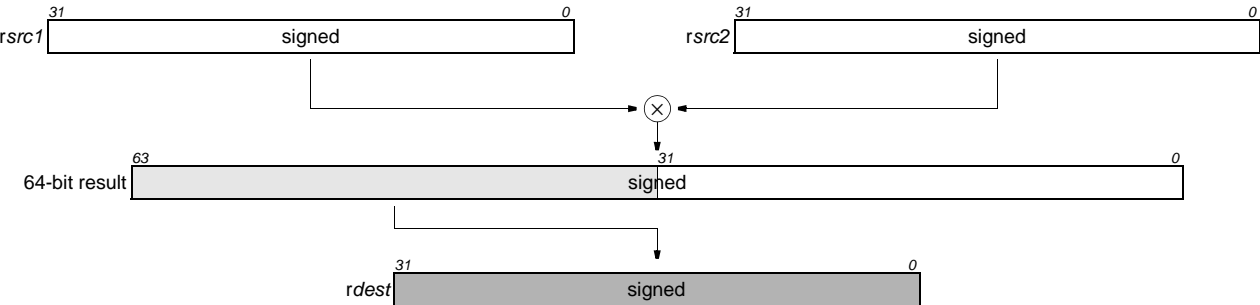 31 0 31 0
rsrc1 signed rsrc2 signed
×
63 31 0
64-bit result signed
31 0
rdest signed